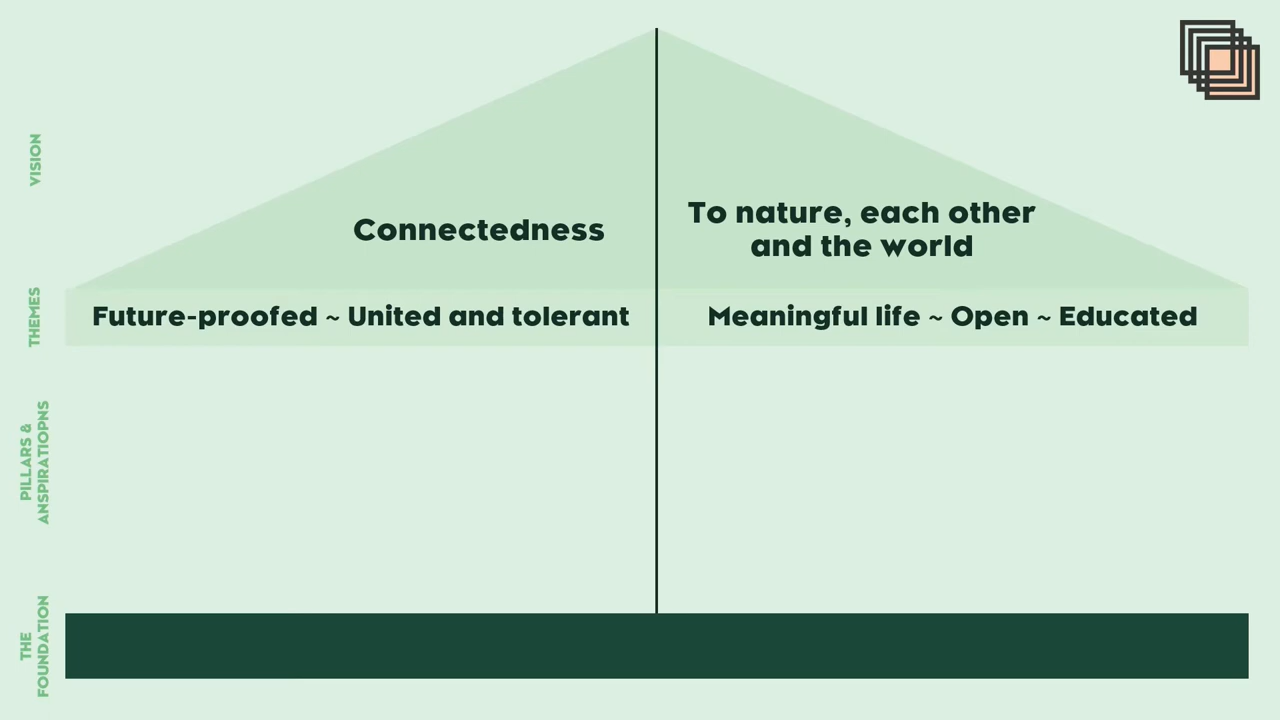 VISION
Connectedness
To nature, each other
and the world
THEMES
Future-proofed ~ United and tolerant
Meaningful life ~ Open ~ Educated
PILLARS &
ANSPIRATIOPNS
THE
FOUNDATION